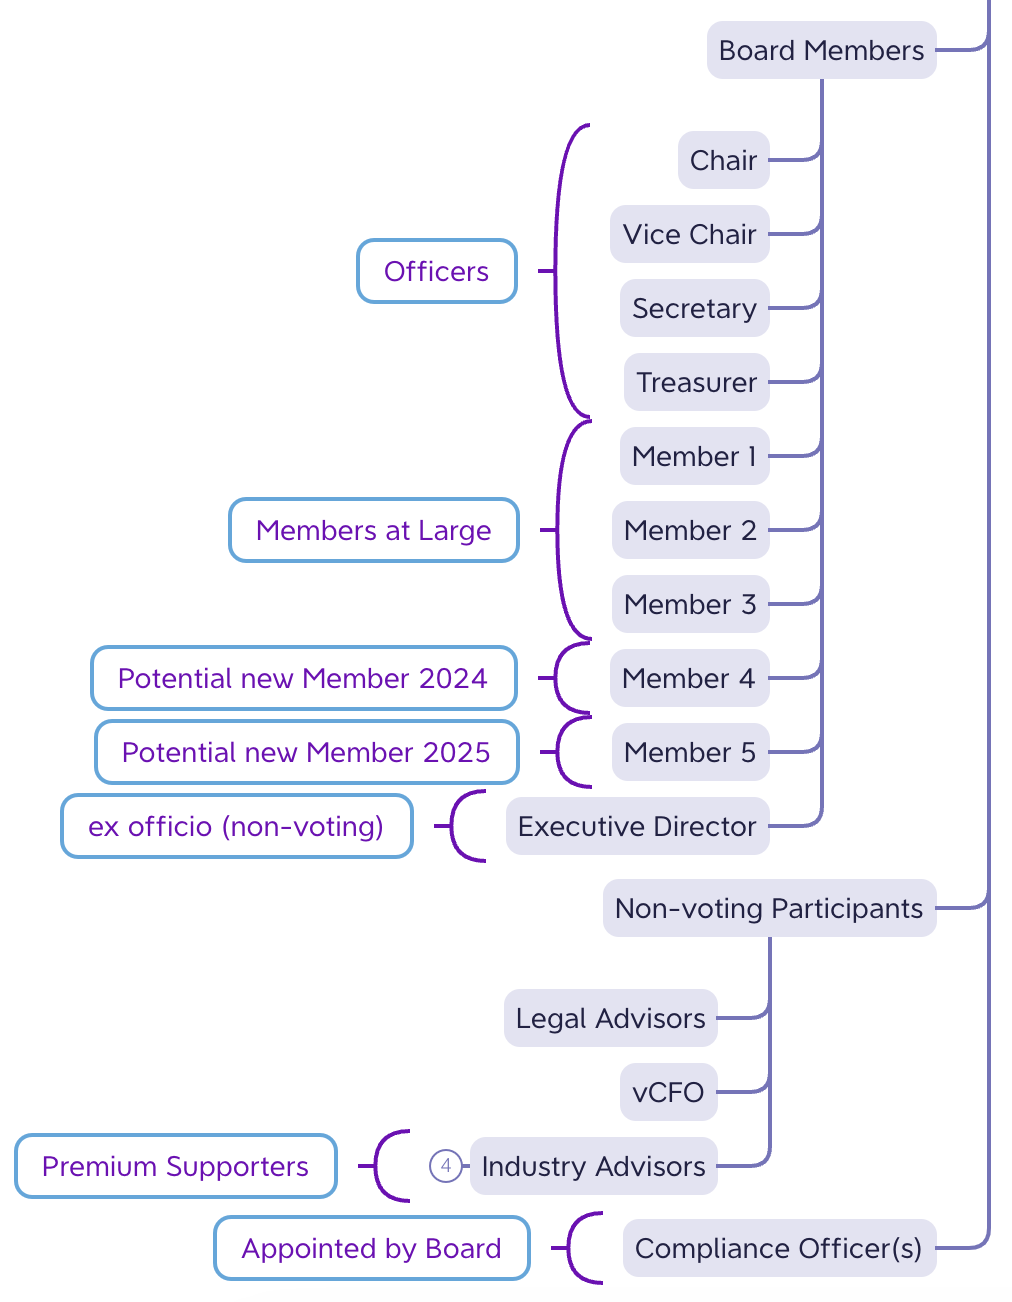 Board Members
Chair
Vice Chair
Officers
Secretary
Treasurer
Member 1
Members at Large
Member 2
Member 3
Potential new Member 2024
Member 4
Potential new Member 2025
Member 5
ex officio (non-voting)
Executive Director
Non-voting Participants
Legal Advisors
vCFO
Premium Supporters
4
Industry Advisors
Appointed by Board
Compliance Officer(s)